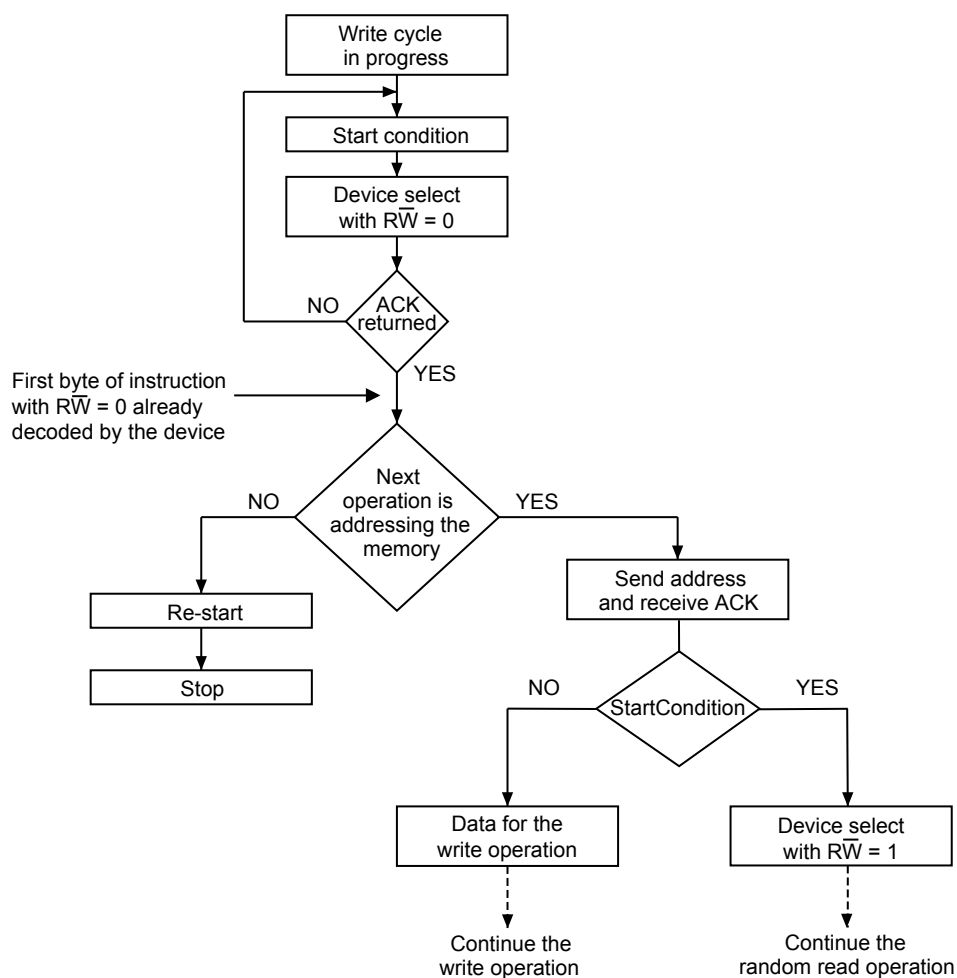 Write cycle
in progress
Start condition
Device select
with RW̅ = 0
NO
ACK
returned
YES
First byte of instruction
with RW̅ = 0 already
decoded by the device
Next
operation is
addressing the
memory
NO
YES
Send address
and receive ACK
Re-start
Stop
NO
StartCondition
YES
Data for the
write operation
Device select
with RW̅ = 1
Continue the
write operation
Continue the
random read operation